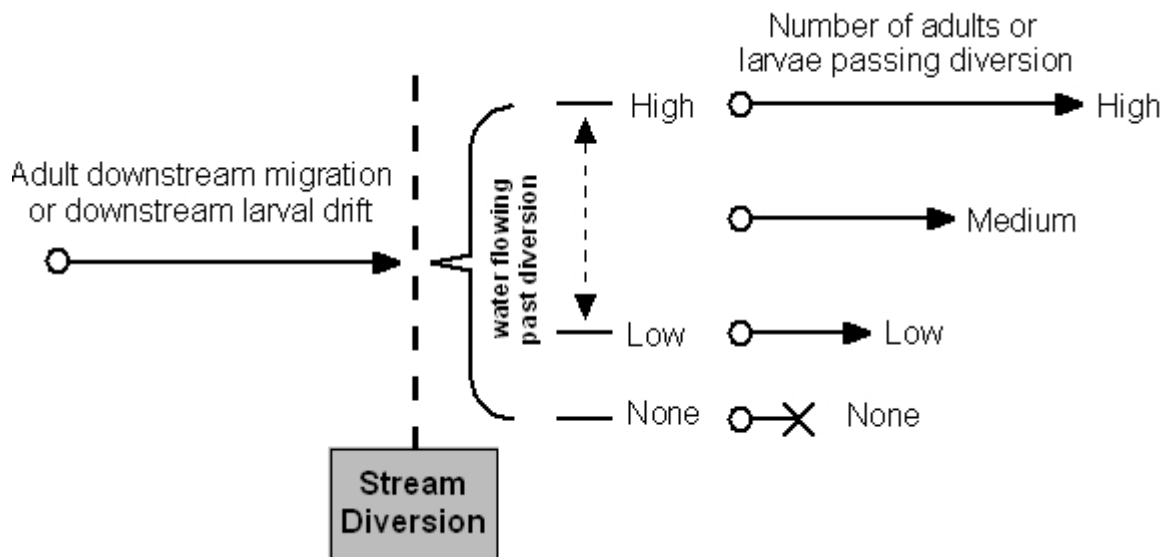 Number of adults or
larvae passing diversion
High
High
Adult downstream migration
or downstream larval drift
water flowing
past diversion
Medium
Low
Low
None
None
Stream
Diversion